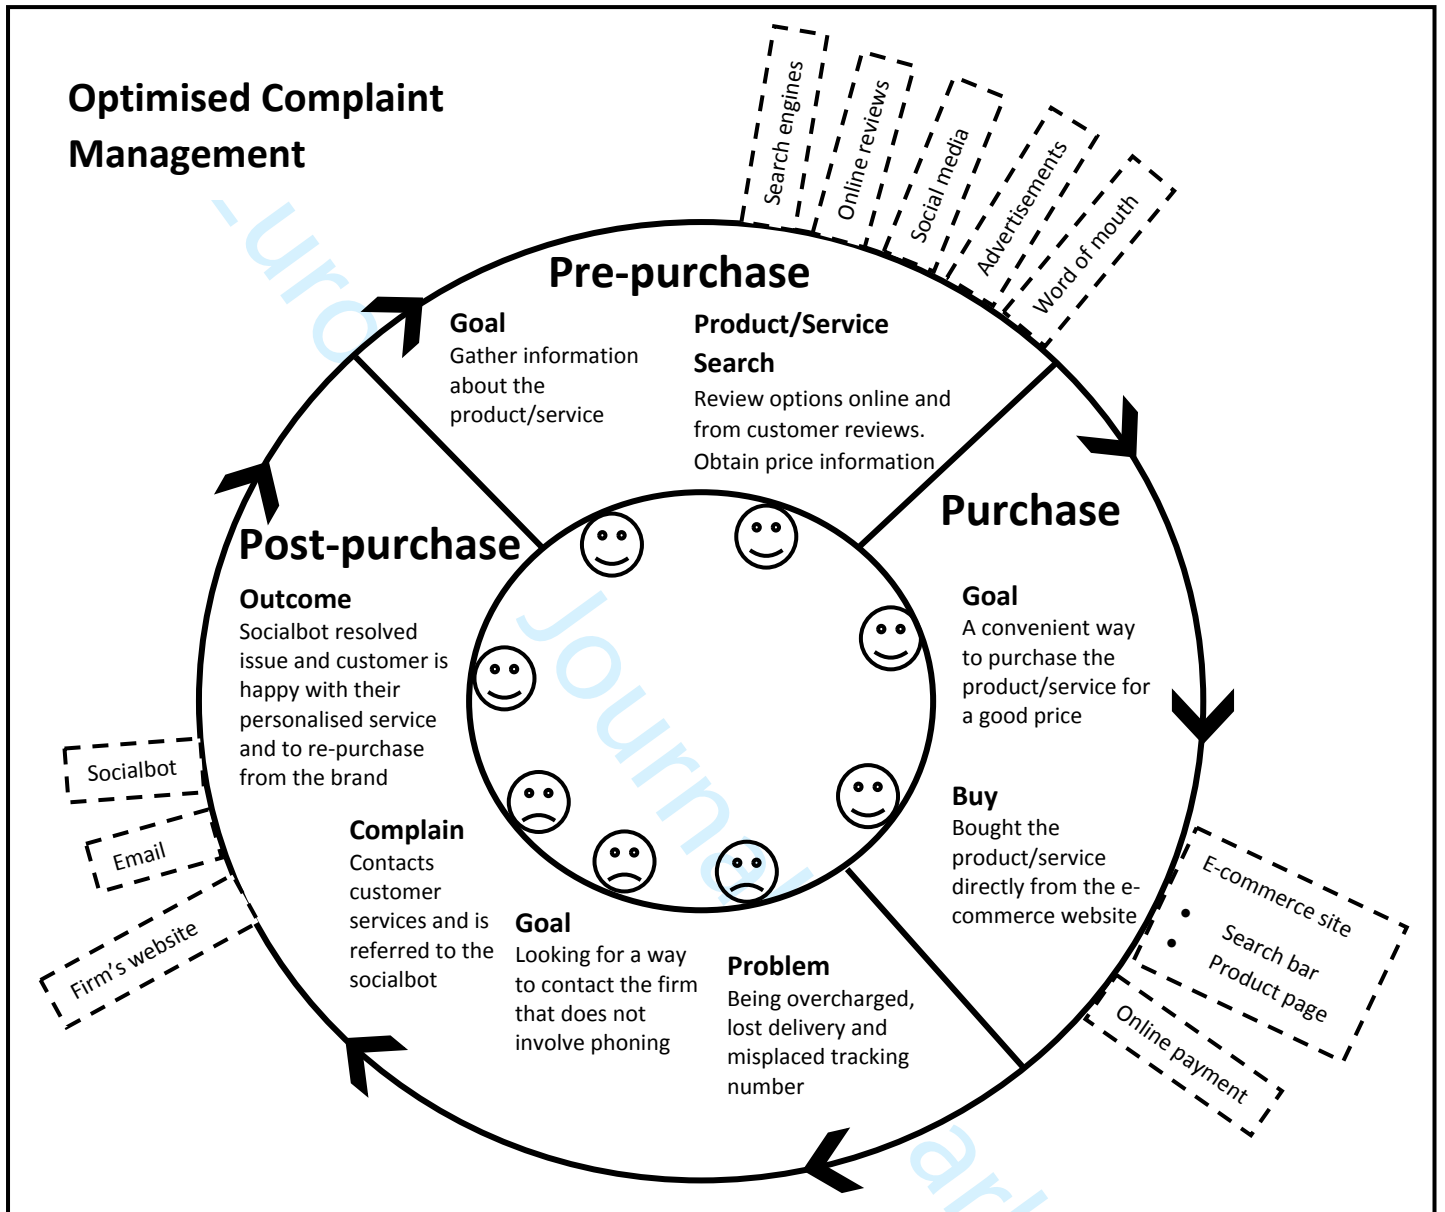 Optimised Complaint
Management
Search engines
Online reviews
Social media
Advertisements
Word of mouth
Pre-purchase
Goal
Gather information
about the
product/service
Product/Service
Search
Review options online and
from customer reviews.
Obtain price information
Purchase
Goal
A convenient way
to purchase the
product/service for
a good price
Buy
Bought the
product/service
directly from the e-
commerce website
E-commerce site
• Search bar
• Product page
Online payment
Problem
Being overcharged,
lost delivery and
misplaced tracking
number
Goal
Looking for a way
to contact the firm
that does not
involve phoning
Complain
Contacts
customer
services and is
referred to the
socialbot
Post-purchase
Outcome
Socialbot resolved
issue and customer is
happy with their
personalised service
and to re-purchase
from the brand
Socialbot
Email
Firm's website
Journal